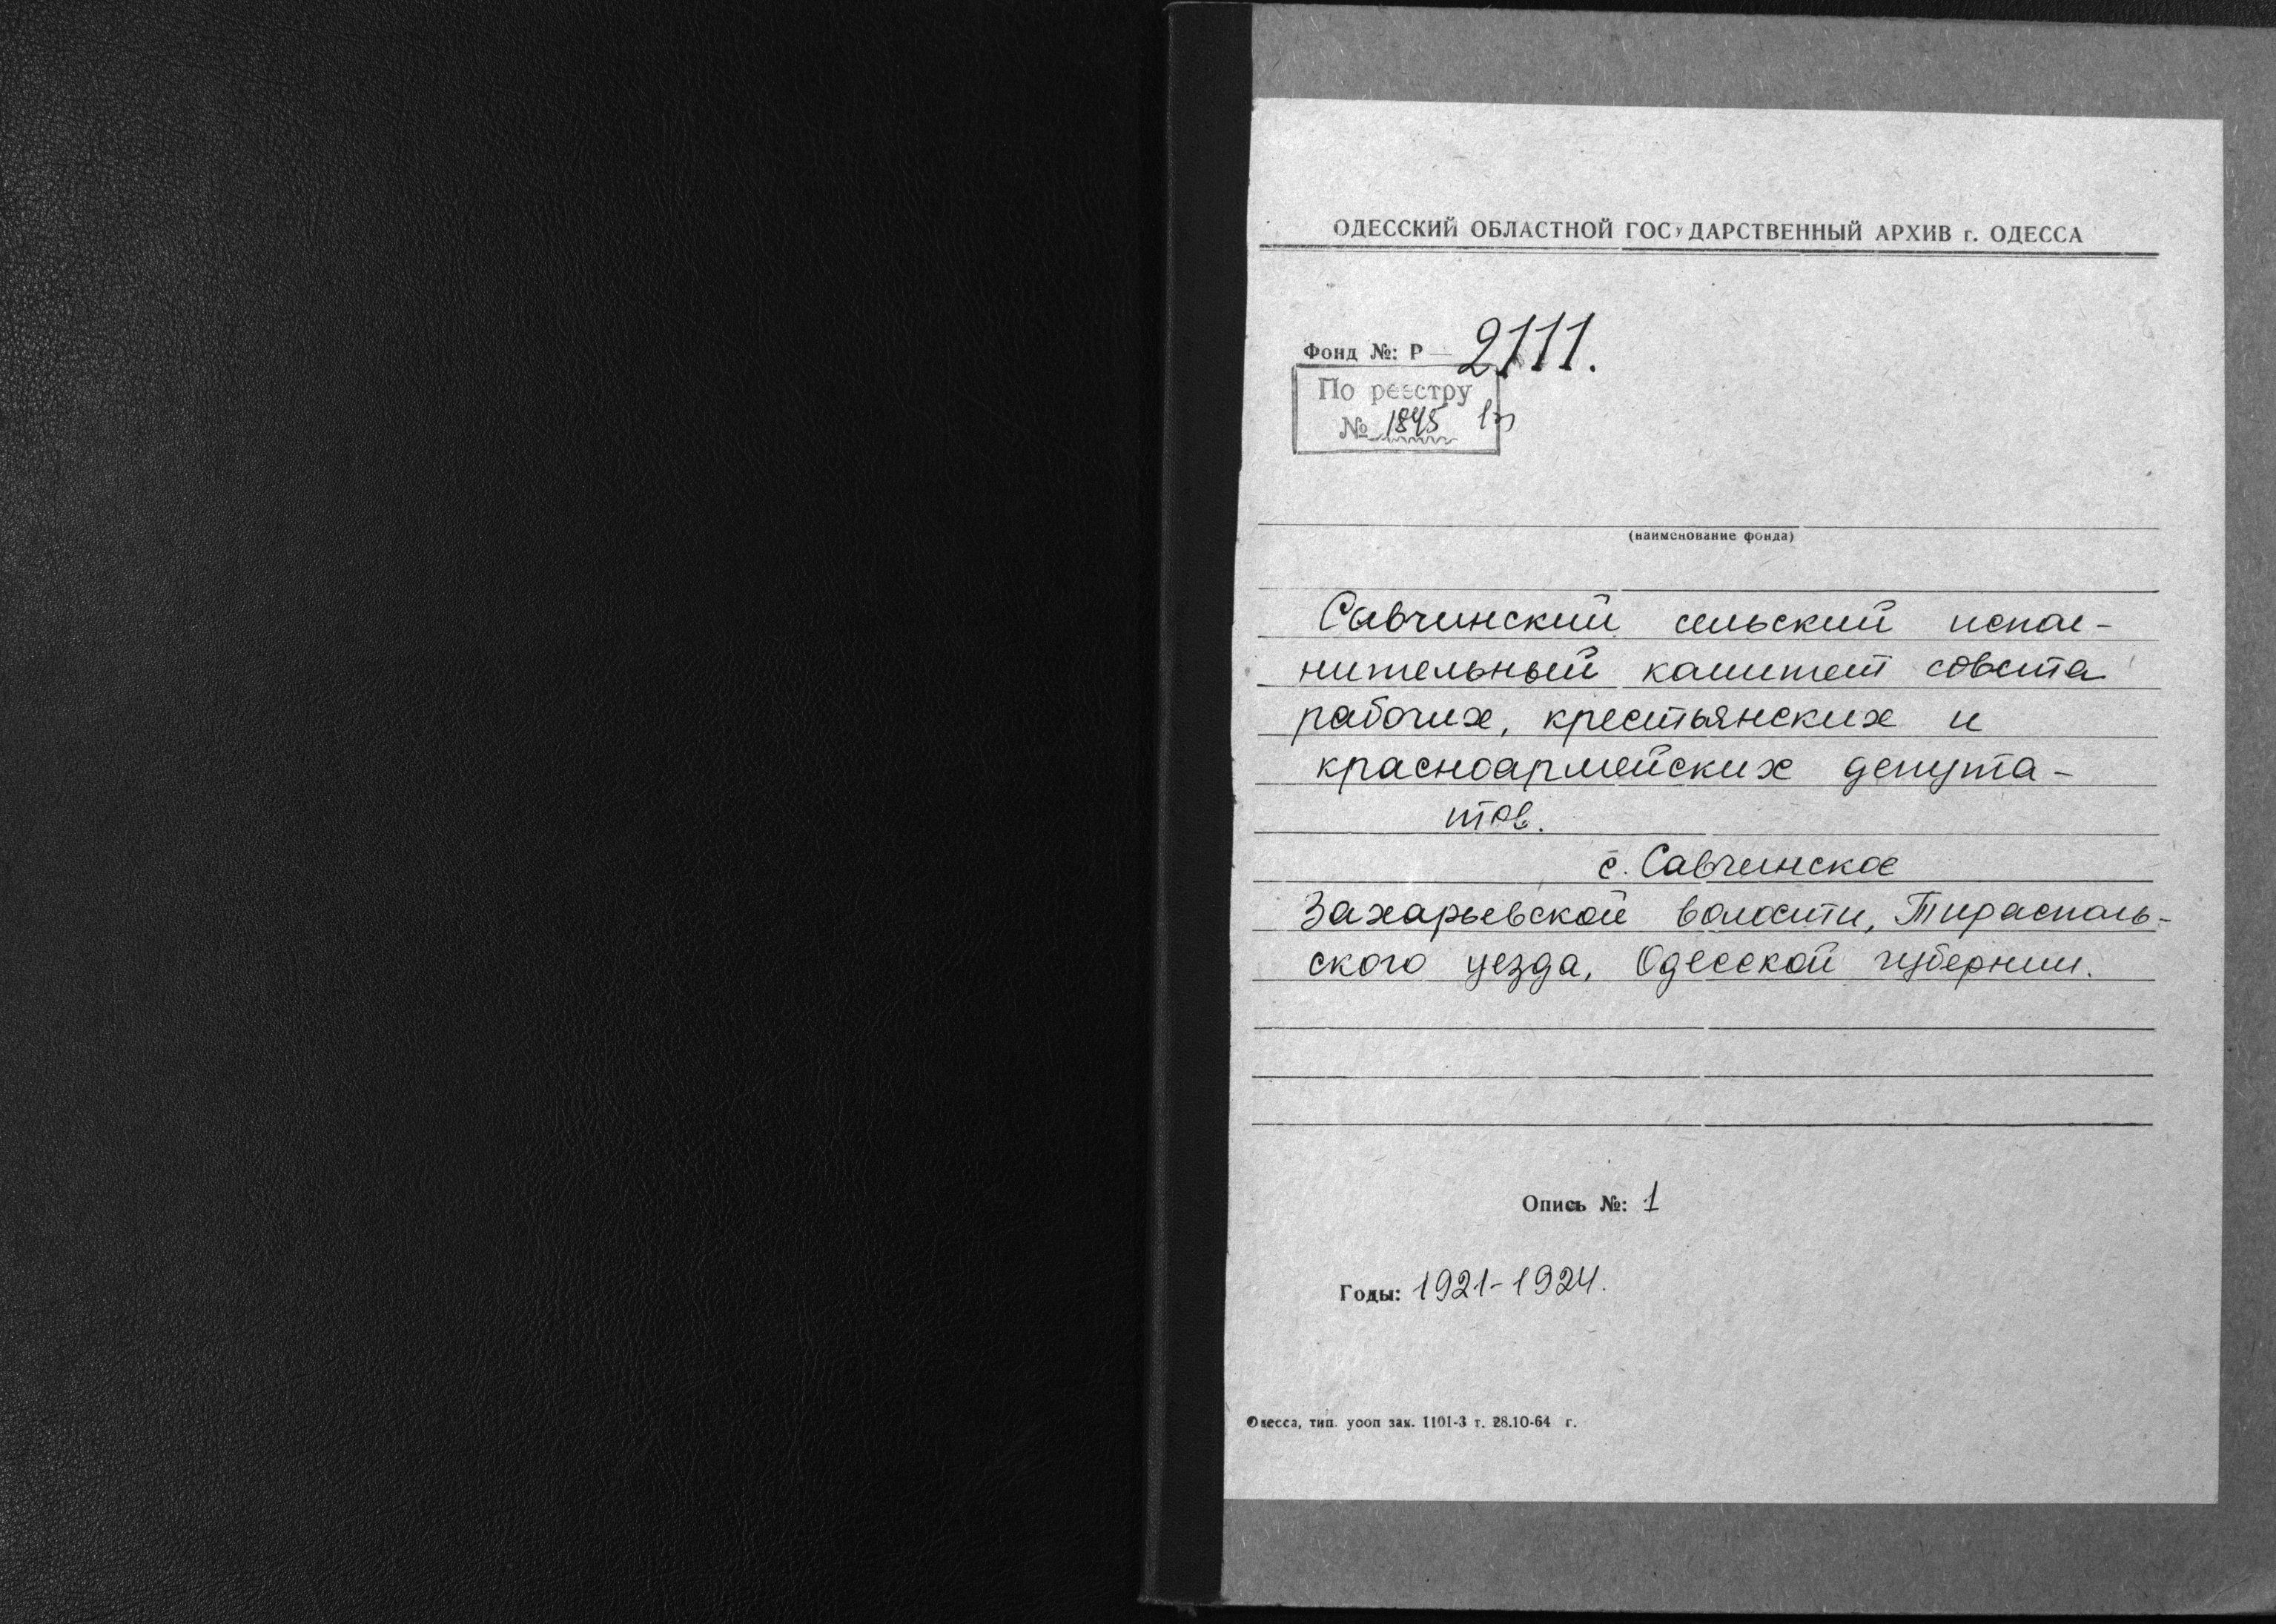 ОДЕССКИЙ ОБЛАСТНОЙ ГОСУДАРСТВЕННЫЙ АРХИВ г. ОДЕССА
Фонд №: Р — 2111.
По реестру
№ 1845
(наименование фонда)
Савчинский сельский испол-
нительный комитет совета
рабочих, крестьянских и
красноармейских депута-
тов.
с. Савчинское
Захарьевской волости, Тирасполь-
ского уезда, Одесской губернии.
Опись №: 1
Годы: 1921-1924.
Одесса, тип. уооп зак. 1101-3 т. 28.10-64 г.